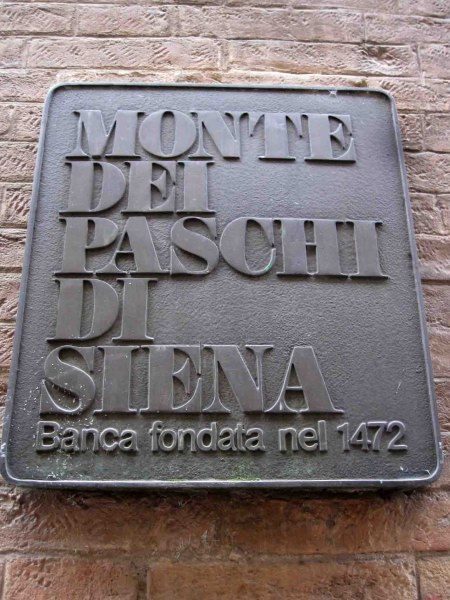 MONTE
DEI
PASCHI
DI
SIENA
Banca fondata nel 1472